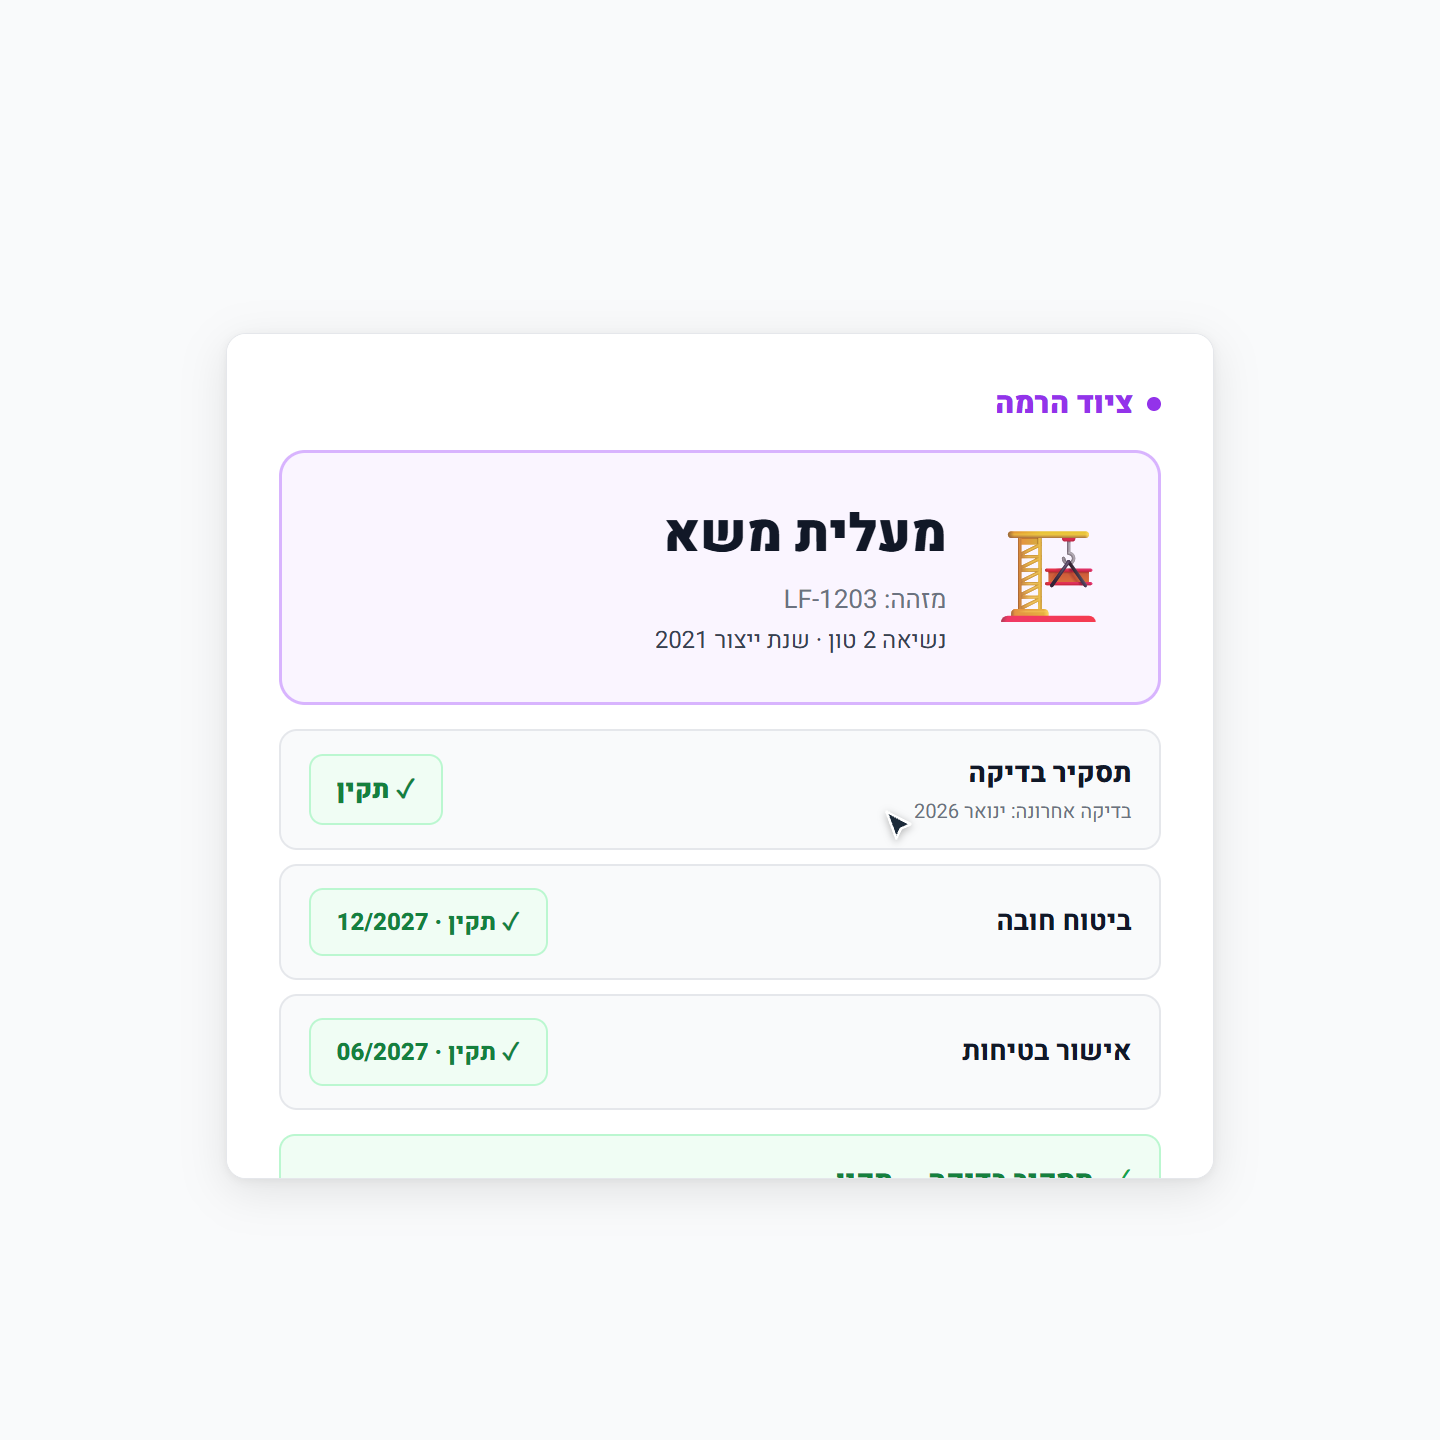 ציוד הרמה
מעלית משא
מזהה: LF-1203
נשיאה 2 טון · שנת ייצור 2021
תסקיר בדיקה
בדיקה אחרונה: ינואר 2026
✓ תקין
ביטוח חובה
✓ תקין · 12/2027
אישור בטיחות
✓ תקין · 06/2027